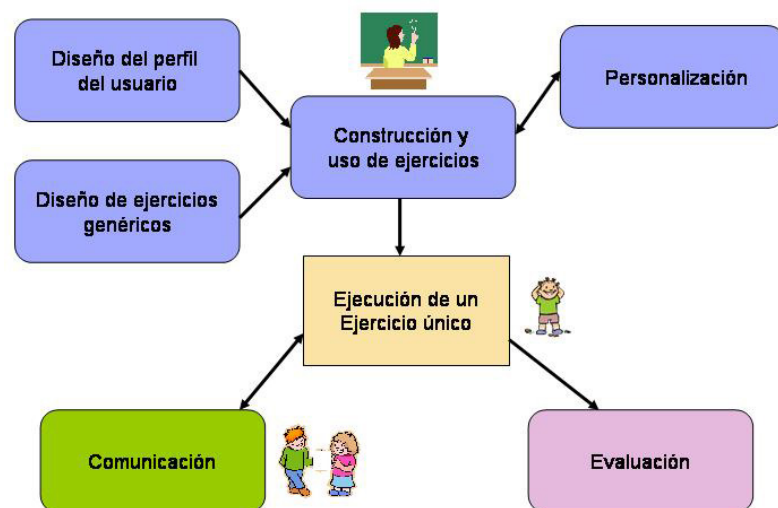 Diseño del perfil
del usuario
Personalización
Construcción y
uso de ejercicios
Diseño de ejercicios
genéricos
Ejecución de un
Ejercicio único
Comunicación
Evaluación